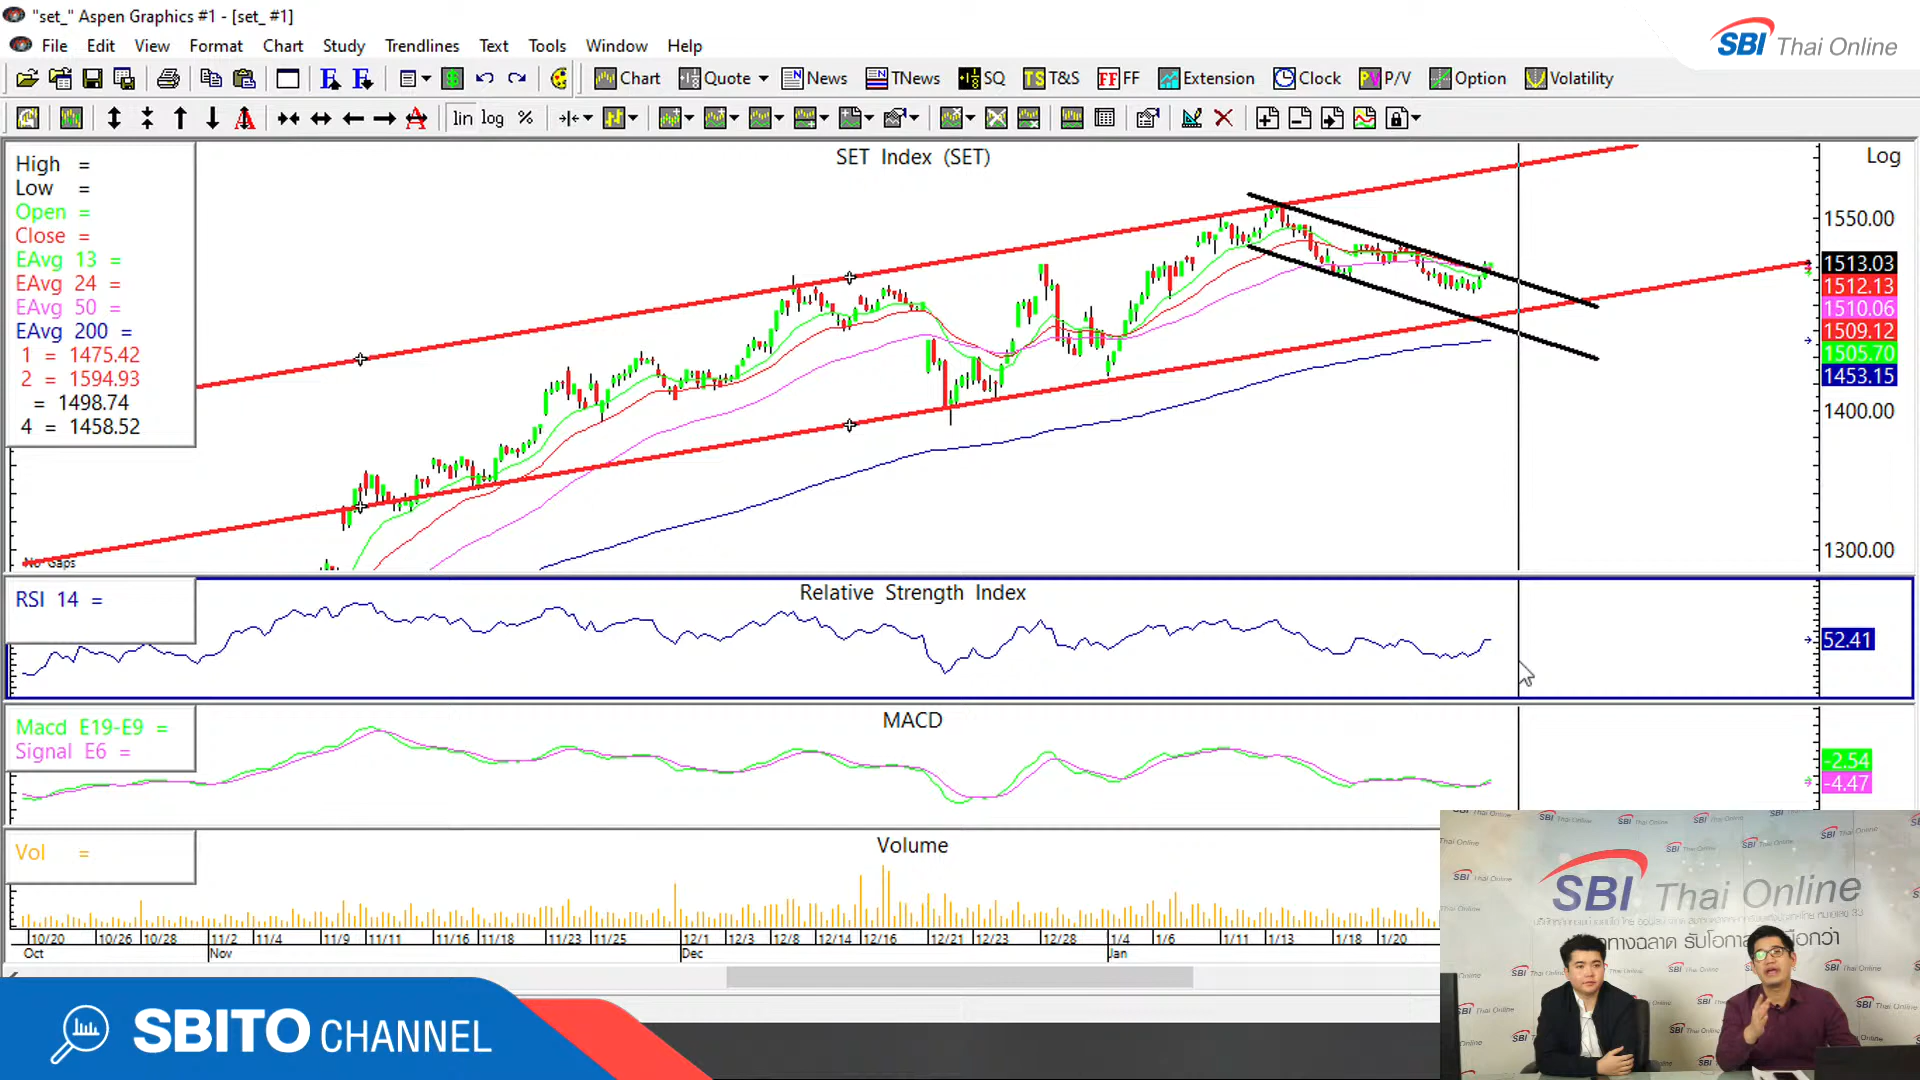 "set_" Aspen Graphics #1 - [set_ #1]
SBI Thai Online
File Edit View Format Chart Study Trendlines Text Tools Window Help
Chart Quote News TNews SQ T&S FF Extension Clock P/V Option Volatility
lin log %
SET Index (SET)
Log
High =
Low =
Open =
Close =
EAvg 13 =
EAvg 24 =
EAvg 50 =
EAvg 200 =
1 = 1475.42
2 = 1594.93
= 1498.74
4 = 1458.52
No Gaps
1550.00
1513.03
1512.13
1510.06
1509.12
1505.70
1453.15
1400.00
1300.00
RSI 14 =
Relative Strength Index
52.41
Macd E19-E9 =
Signal E6 =
MACD
-2.54
-4.47
Vol =
Volume
10/20 10/26 10/28 11/2 11/4 11/9 11/11 11/16 11/18 11/23 11/25 12/1 12/3 12/8 12/14 12/16 12/21 12/23 12/28 1/4 1/6 1/11 1/13 1/18 1/20
Oct Nov Dec Jan
SBI Thai Online
SBITO CHANNEL